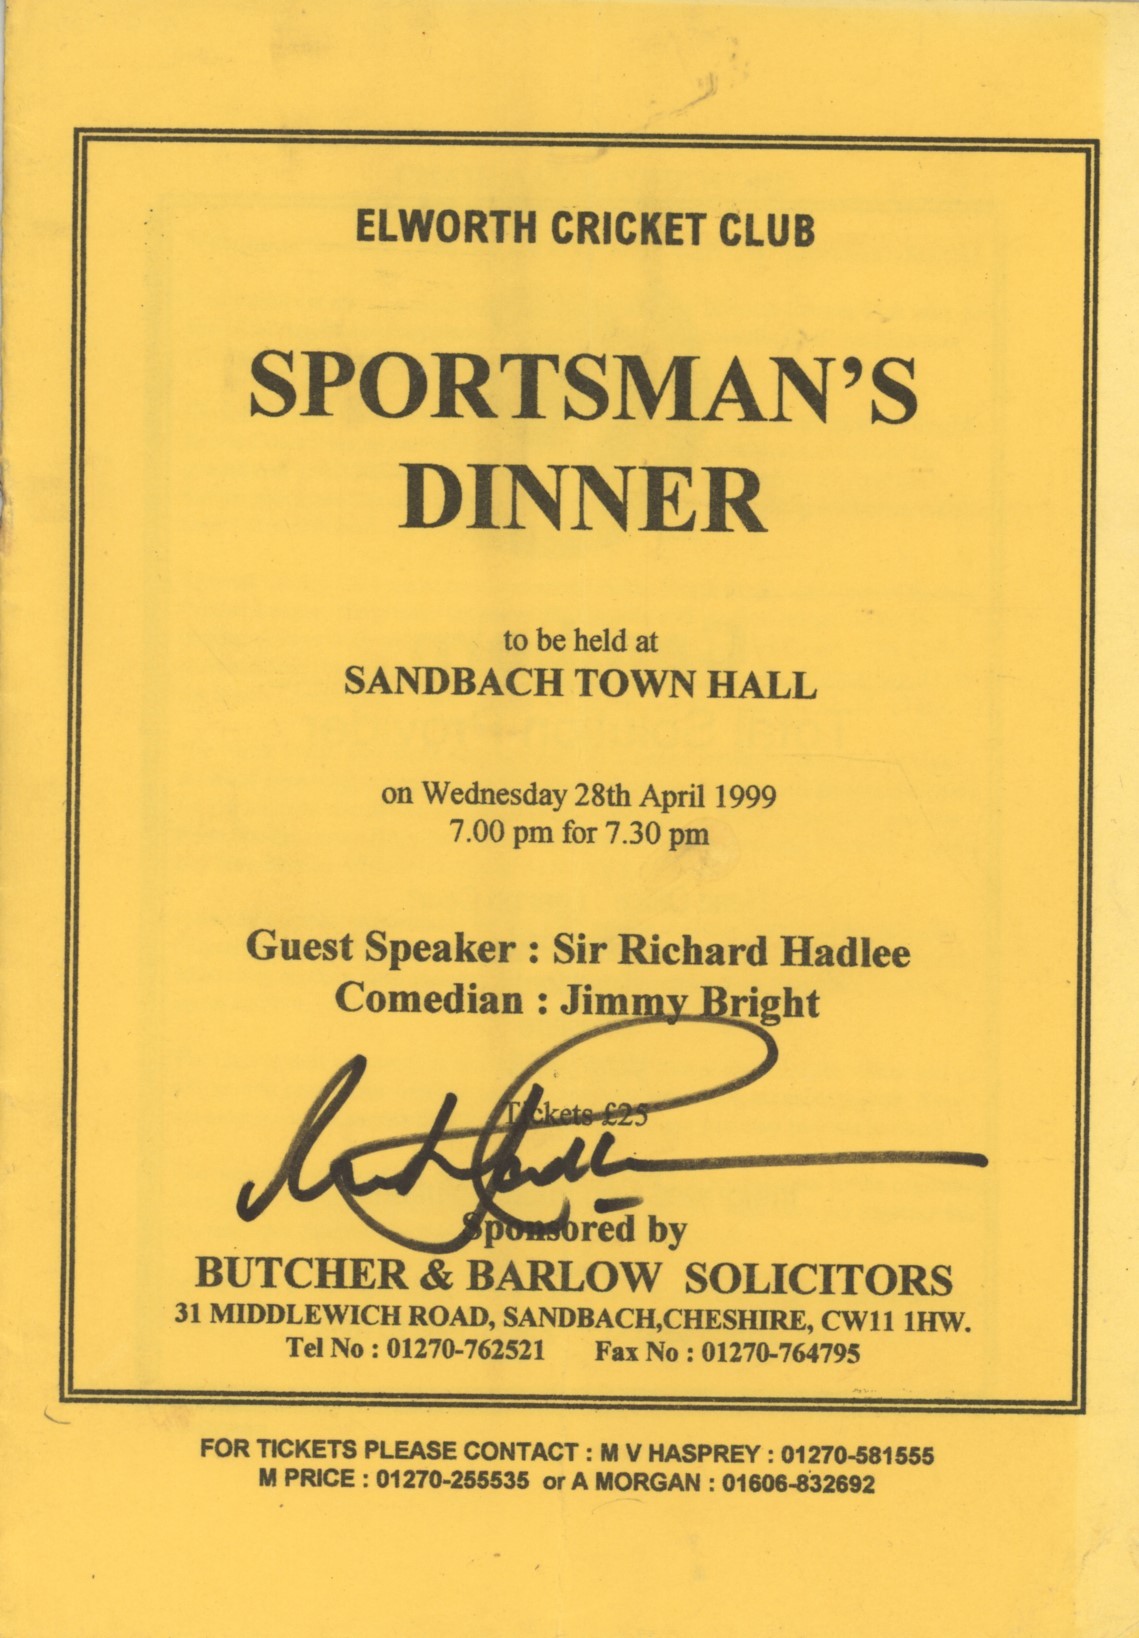 ELWORTH CRICKET CLUB
SPORTSMAN'S
DINNER
to be held at
SANDBACH TOWN HALL
on Wednesday 28th April 1999
7.00 pm for 7.30 pm
Guest Speaker : Sir Richard Hadlee
Comedian : Jimmy Bright
Tickets £25
Sponsored by
BUTCHER & BARLOW SOLICITORS
31 MIDDLEWICH ROAD, SANDBACH,CHESHIRE, CW11 1HW.
Tel No : 01270-762521 Fax No : 01270-764795
FOR TICKETS PLEASE CONTACT : M V HASPREY : 01270-581555
M PRICE : 01270-255535 or A MORGAN : 01606-832692